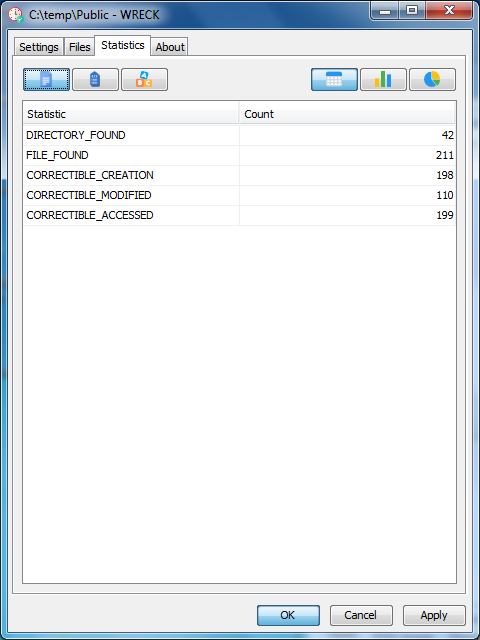 C:\temp\Public - WRECK
Settings Files Statistics About
Statistic Count
DIRECTORY_FOUND 42
FILE_FOUND 211
CORRECTIBLE_CREATION 198
CORRECTIBLE_MODIFIED 110
CORRECTIBLE_ACCESSED 199
OK Cancel Apply